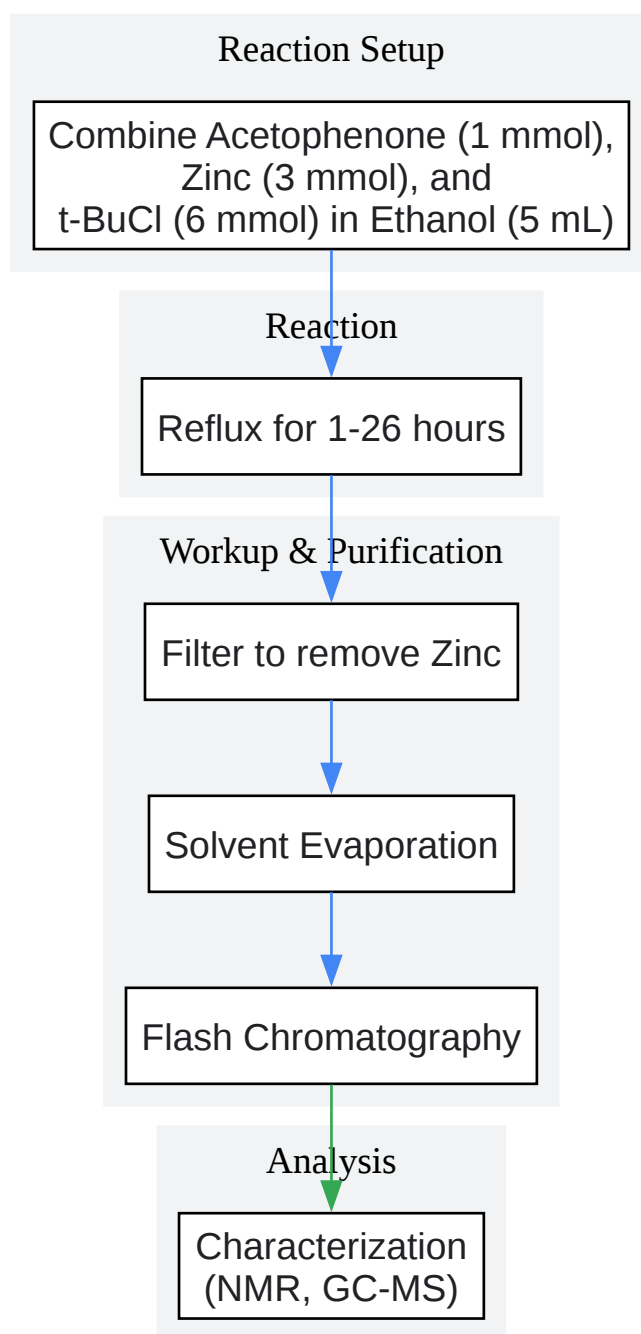 Reaction Setup
Combine Acetophenone (1 mmol),
Zinc (3 mmol), and
t-BuCl (6 mmol) in Ethanol (5 mL)
Reaction
Reflux for 1-26 hours
Workup & Purification
Filter to remove Zinc
Solvent Evaporation
Flash Chromatography
Analysis
Characterization
(NMR, GC-MS)